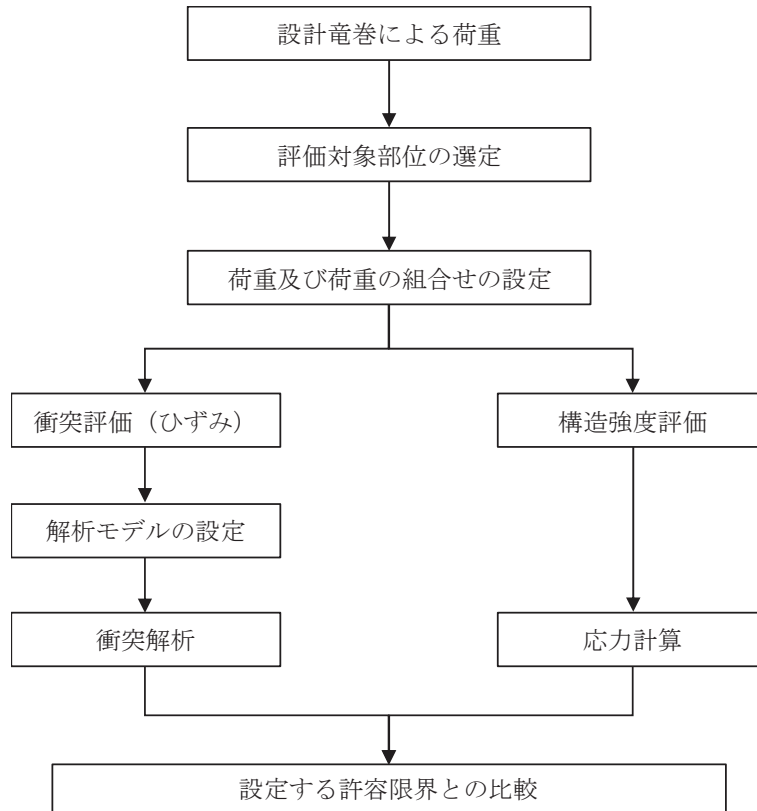 設計竜巻による荷重
評価対象部位の選定
荷重及び荷重の組合せの設定
衝突評価（ひずみ）
構造強度評価
解析モデルの設定
衝突解析
応力計算
設定する許容限界との比較